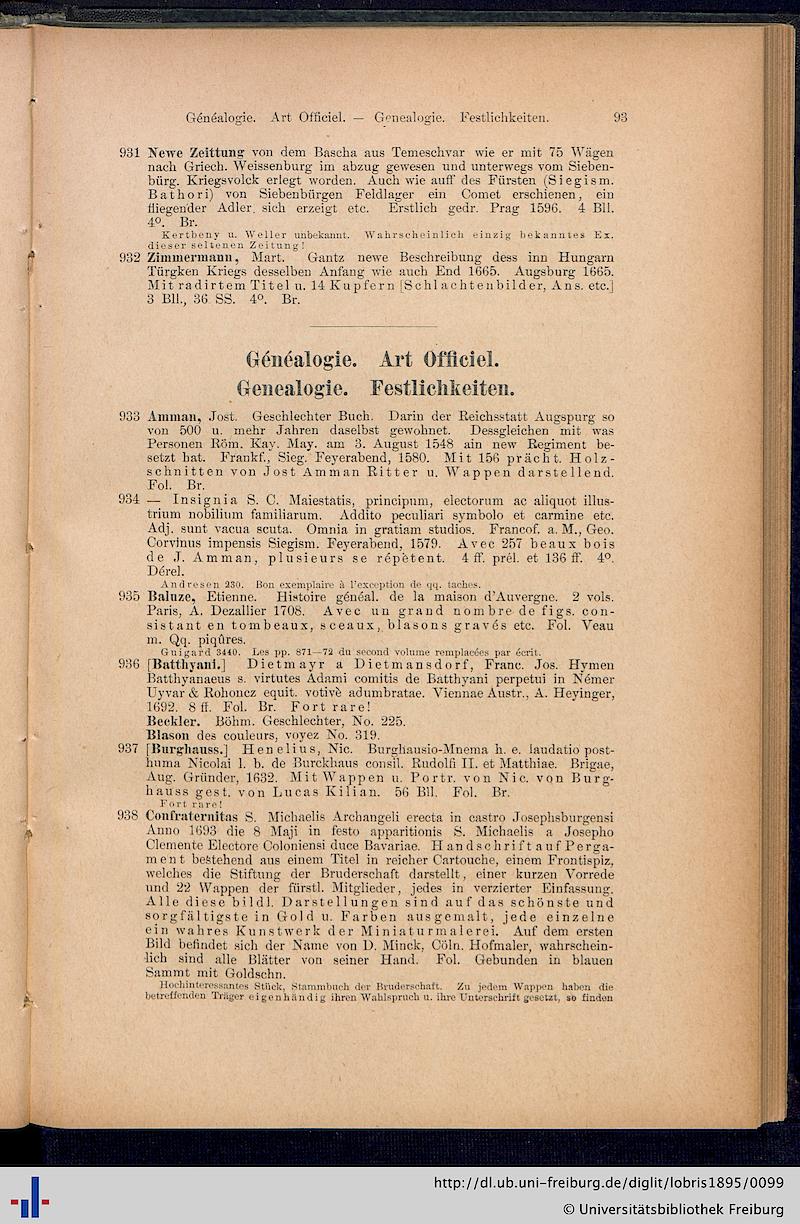 Généalogie. Art Officiel. — Genealogie. Festlichkeiten. 93
931 Newe Zeittung von dem Bascha aus Temeschvar wie er mit 75 Wägen
nach Griech. Weissenburg im abzug gewesen und unterwegs vom Sieben-
bürg. Kriegsvolck erlegt worden. Auch wie auff des Fürsten (Siegism.
Bathori) von Siebenbürgen Feldlager ein Comet erschienen, ein
fliegender Adler sich erzeigt etc. Erstlich gedr. Prag 1596. 4 Bll.
4º. Br.
Kertbeny u. Weller unbekannt. Wahrscheinlich einzig bekanntes Ex.
dieser seltenen Zeitung!
932 Zimmermann, Mart. Gantz newe Beschreibung dess inn Hungarn
Türgken Kriegs desselben Anfang wie auch End 1665. Augsburg 1665.
Mit radirtem Titel u. 14 Kupfern [Schlachtenbilder, Ans. etc.]
3 Bll., 36 SS. 4º. Br.
Généalogie. Art Officiel.
Genealogie. Festlichkeiten.
933 Amman, Jost. Geschlechter Buch. Darin der Reichsstatt Augspurg so
von 500 u. mehr Jahren daselbst gewohnet. Dessgleichen mit was
Personen Röm. Kay. May. am 3. August 1548 ain new Regiment be-
setzt hat. Frankf., Sieg. Feyerabend, 1580. Mit 156 prächt. Holz-
schnitten von Jost Amman Ritter u. Wappen darstellend.
Fol. Br.
934 — Insignia S. C. Maiestatis, principum, electorum ac aliquot illus-
trium nobilium familiarum. Addito peculiari symbolo et carmine etc.
Adj. sunt vacua scuta. Omnia in gratiam studios. Francof. a. M., Geo.
Corvinus impensis Siegism. Feyerabend, 1579. Avec 257 beaux bois
de J. Amman, plusieurs se répètent. 4 ff. prél. et 136 ff. 4º.
Dérel.
Andresen 230. Bon exemplaire à l'exception de qq. taches.
935 Baluze, Etienne. Histoire généal. de la maison d'Auvergne. 2 vols.
Paris, A. Dezallier 1708. Avec un grand nombre de figs. con-
sistant en tombeaux, sceaux, blasons gravés etc. Fol. Veau
m. Qq. piqûres.
Guigard 3440. Les pp. 871—72 du second volume remplacées par écrit.
936 [Batthyani.] Dietmayr a Dietmansdorf, Franc. Jos. Hymen
Batthyanaeus s. virtutes Adami comitis de Batthyani perpetui in Némer
Uyvar & Rohoncz equit. votivè adumbratae. Viennae Austr., A. Heyinger,
1692. 8 ff. Fol. Br. Fort rare!
Beckler. Böhm. Geschlechter, No. 225.
Blason des couleurs, voyez No. 319.
937 [Burghauss.] Henelius, Nic. Burghausio-Mnema h. e. laudatio post-
huma Nicolai l. b. de Burckhaus consil. Rudolfi II. et Matthiae. Brigae,
Aug. Gründer, 1632. Mit Wappen u. Portr. von Nic. von Burg-
hauss gest. von Lucas Kilian. 56 Bll. Fol. Br.
Fort rare!
938 Confraternitas S. Michaelis Archangeli erecta in castro Josephsburgensi
Anno 1693 die 8 Maji in festo apparitionis S. Michaelis a Josepho
Clemente Electore Coloniensi duce Bavariae. Handschrift auf Perga-
ment bestehend aus einem Titel in reicher Cartouche, einem Frontispiz,
welches die Stiftung der Bruderschaft darstellt, einer kurzen Vorrede
und 22 Wappen der fürstl. Mitglieder, jedes in verzierter Einfassung.
Alle diese bildl. Darstellungen sind auf das schönste und
sorgfältigste in Gold u. Farben ausgemalt, jede einzelne
ein wahres Kunstwerk der Miniaturmalerei. Auf dem ersten
Bild befindet sich der Name von D. Minck, Cöln. Hofmaler, wahrschein-
lich sind alle Blätter von seiner Hand. Fol. Gebunden in blauen
Sammt mit Goldschn.
Hochinteressantes Stück, Stammbuch der Bruderschaft. Zu jedem Wappen haben die
betreffenden Träger eigenhändig ihren Wahlspruch u. ihre Unterschrift gesetzt, so finden
http://dl.ub.uni-freiburg.de/diglit/lobris1895/0099
© Universitätsbibliothek Freiburg